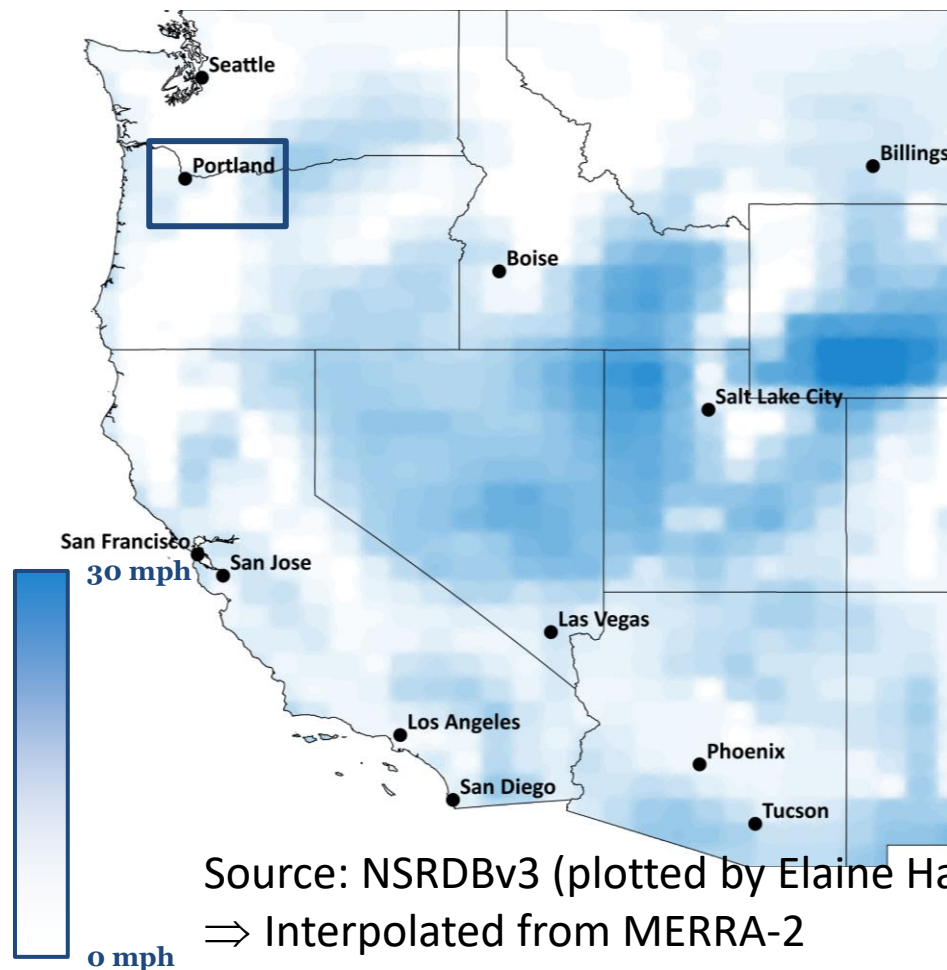 Seattle
Portland
Billings
Boise
Salt Lake City
San Francisco
30 mph
San Jose
Las Vegas
Los Angeles
Phoenix
San Diego
Tucson
Source: NSRDBv3 (plotted by Elaine Ha
⇒ Interpolated from MERRA-2
0 mph